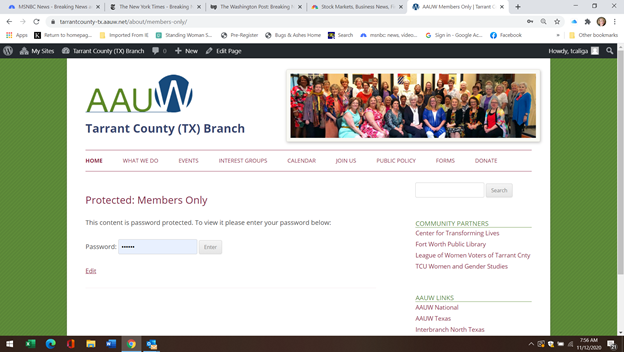 MSNBC News - Breaking News a
The New York Times - Breaking N
The Washington Post: Breaking N
Stock Markets, Business News, Fi
AAUW Members Only | Tarrant C
tarrantcounty-tx.aauw.net/about/members-only/
Apps
Return to homepag...
Imported From IE
Standing Woman S...
Pre-Register
Bugs & Ashes Home
Search
msnbc: news, video...
Sign in - Google Ac...
Facebook
»
Other bookmarks
My Sites
Tarrant County (TX) Branch
0
New
Edit Page
Howdy, tcaliga
AAUW
Tarrant County (TX) Branch
HOME
WHAT WE DO
EVENTS
INTEREST GROUPS
CALENDAR
JOIN US
PUBLIC POLICY
FORMS
DONATE
Protected: Members Only
This content is password protected. To view it please enter your password below:
Password: ••••••
Enter
Edit
Search
COMMUNITY PARTNERS
Center for Transforming Lives
Fort Worth Public Library
League of Women Voters of Tarrant Cnty
TCU Women and Gender Studies
AAUW LINKS
AAUW National
AAUW Texas
Interbranch North Texas
7:56 AM
11/12/2020